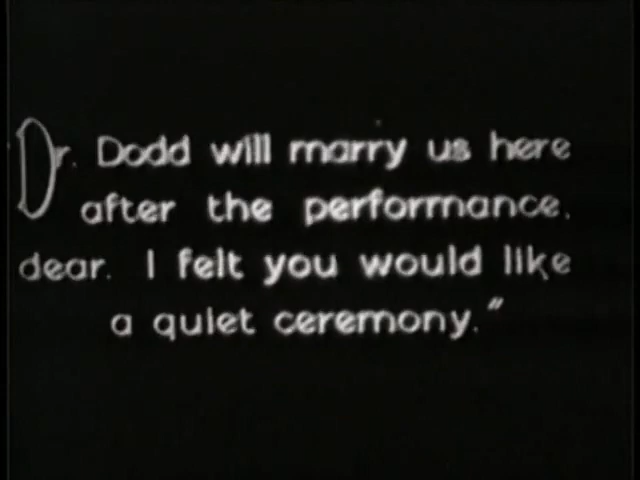 Dr. Dodd will marry us here
after the performance,
dear. I felt you would like
a quiet ceremony."